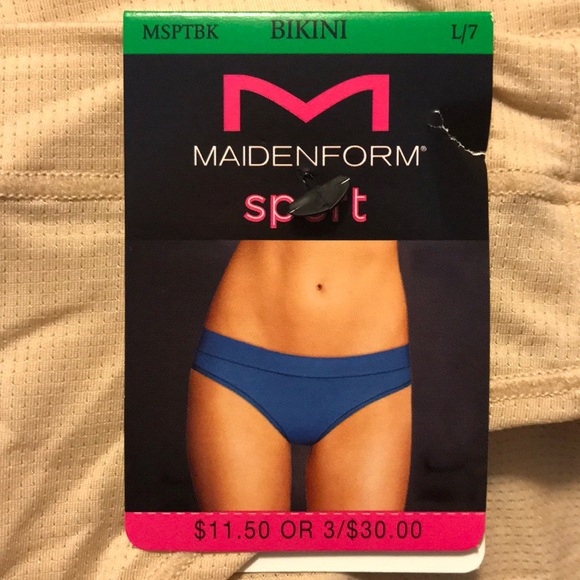 MSPTBK BIKINI L/7
MAIDENFORM®
sport
$11.50 OR 3/$30.00